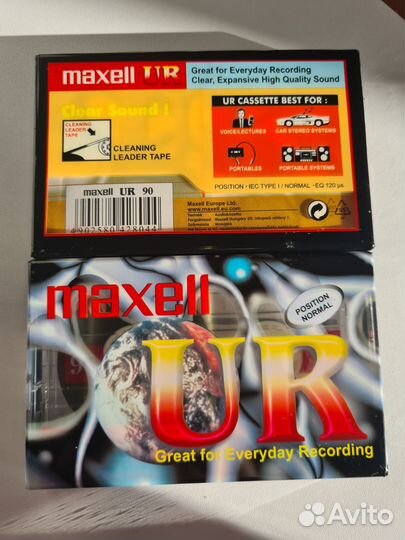 maxell UR
Great for Everyday Recording
Clear, Expansive High Quality Sound
Clear Sound !
CLEANING
LEADER
TAPE
CLEANING
LEADER TAPE
UR CASSETTE BEST FOR :
VOICE/LECTURES
CAR STEREO SYSTEMS
PORTABLES
PORTABLE SYSTEMS
POSITION · IEC TYPE I / NORMAL · EQ 120 µs
maxell UR 90
4902580428044
Maxell Europe Ltd.
www.maxell.eu.com
maxell
POSITION
NORMAL
UR
Great for Everyday Recording
Avito